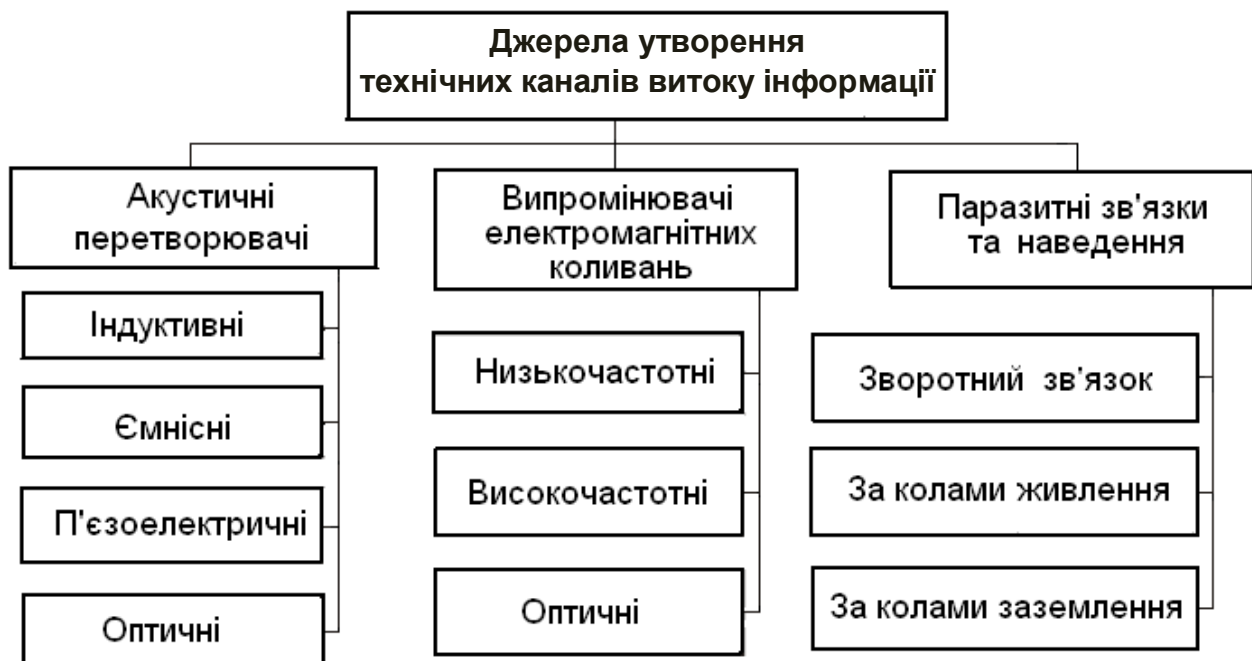 Джерела утворення
технічних каналів витоку інформації
Акустичні
перетворювачі
Індуктивні
Ємнісні
П'єзоелектричні
Оптичні
Випромінювачі
електромагнітних
коливань
Низькочастотні
Високочастотні
Оптичні
Паразитні зв'язки
та наведення
Зворотний зв'язок
За колами живлення
За колами заземлення